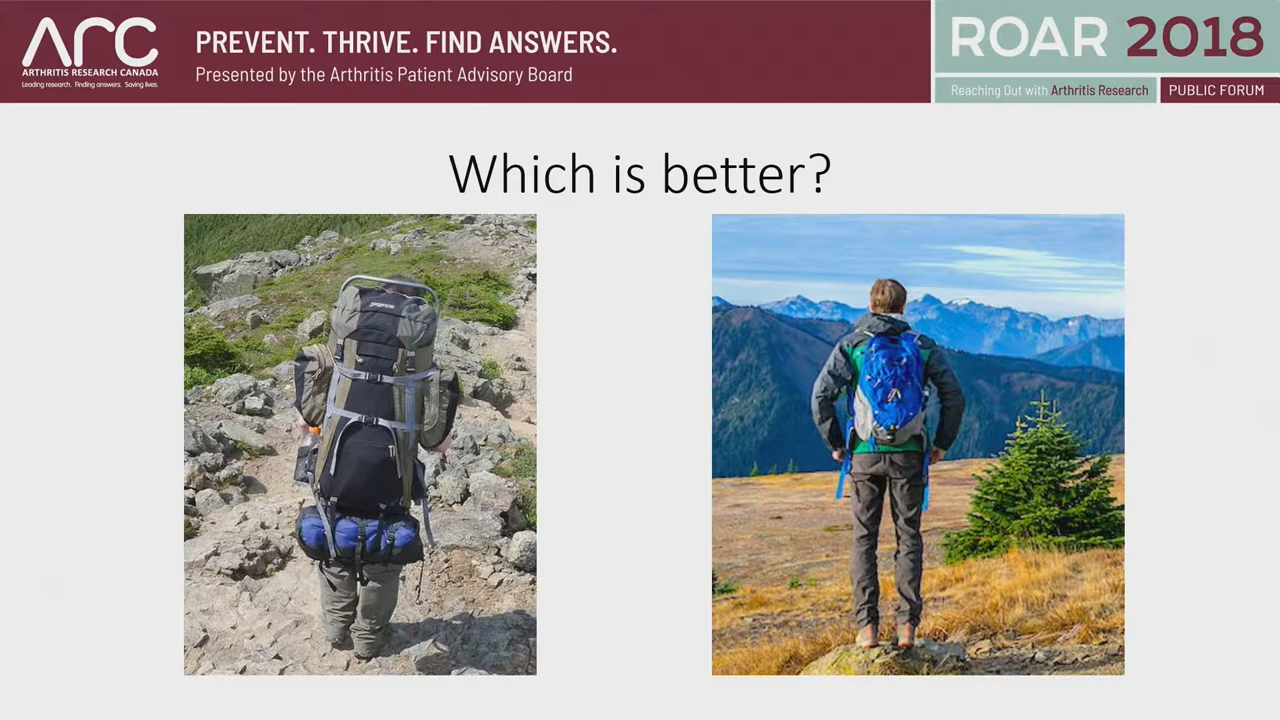 ARC
ARTHRITIS RESEARCH CANADA
Leading research. Finding answers. Saving lives.
PREVENT. THRIVE. FIND ANSWERS.
Presented by the Arthritis Patient Advisory Board
ROAR 2018
Reaching Out with Arthritis Research
PUBLIC FORUM
Which is better?